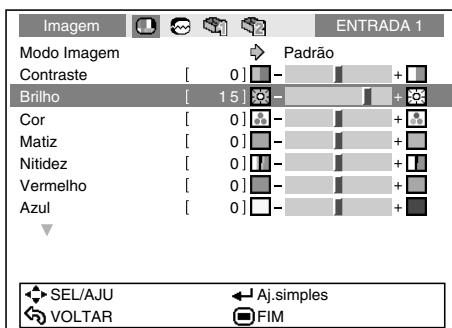 Imagem ENTRADA 1
Modo Imagem Padrão
Contraste [ 0] - +
Brilho [ 15] - +
Cor [ 0] - +
Matiz [ 0] - +
Nitidez [ 0] - +
Vermelho [ 0] - +
Azul [ 0] - +
SEL/AJU Aj.simples
VOLTAR FIM